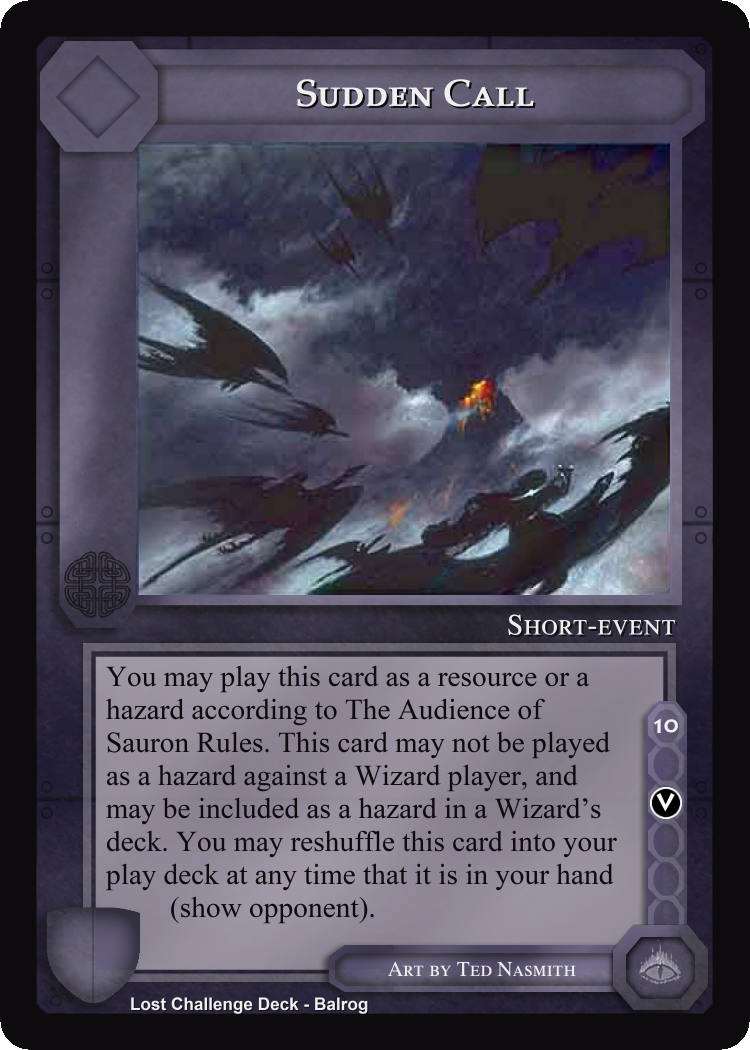 Sudden Call
Short-event
You may play this card as a resource or a
hazard according to The Audience of
Sauron Rules. This card may not be played
as a hazard against a Wizard player, and
may be included as a hazard in a Wizard's
deck. You may reshuffle this card into your
play deck at any time that it is in your hand
(show opponent).
10
V
Art by Ted Nasmith
Lost Challenge Deck - Balrog